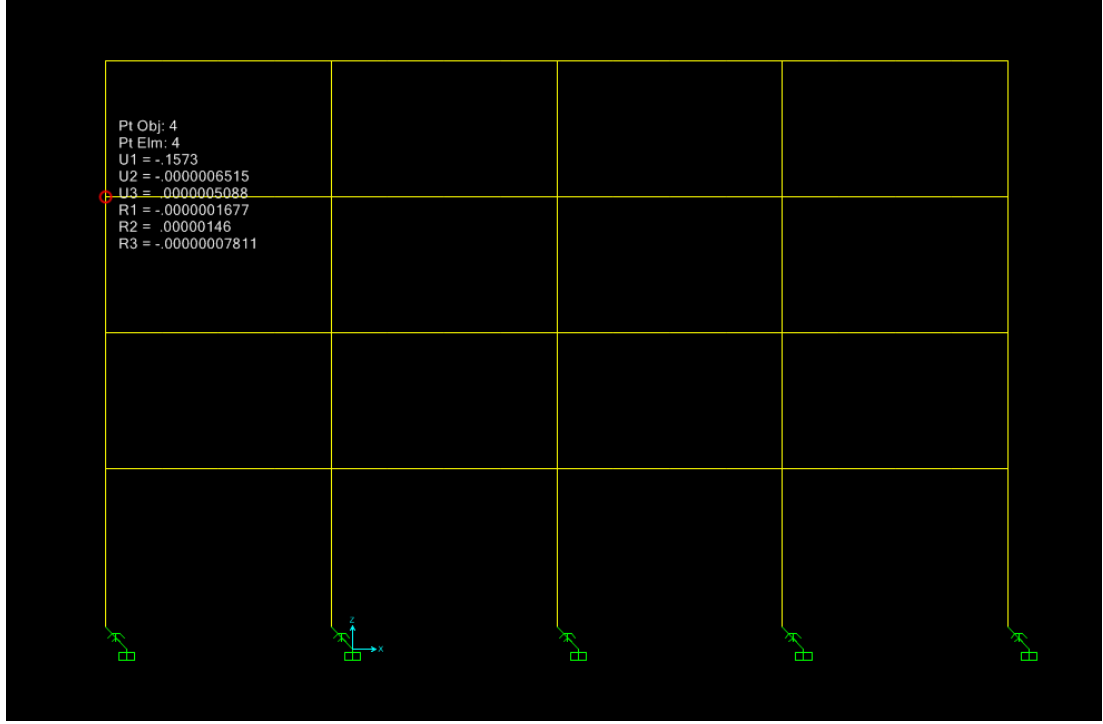 Pt Obj: 4
Pt Elm: 4
U1 = -.1573
U2 = -.0000006515
U3 = .0000005088
R1 = -.0000001677
R2 = .00000146
R3 = -.00000007811
Z
X